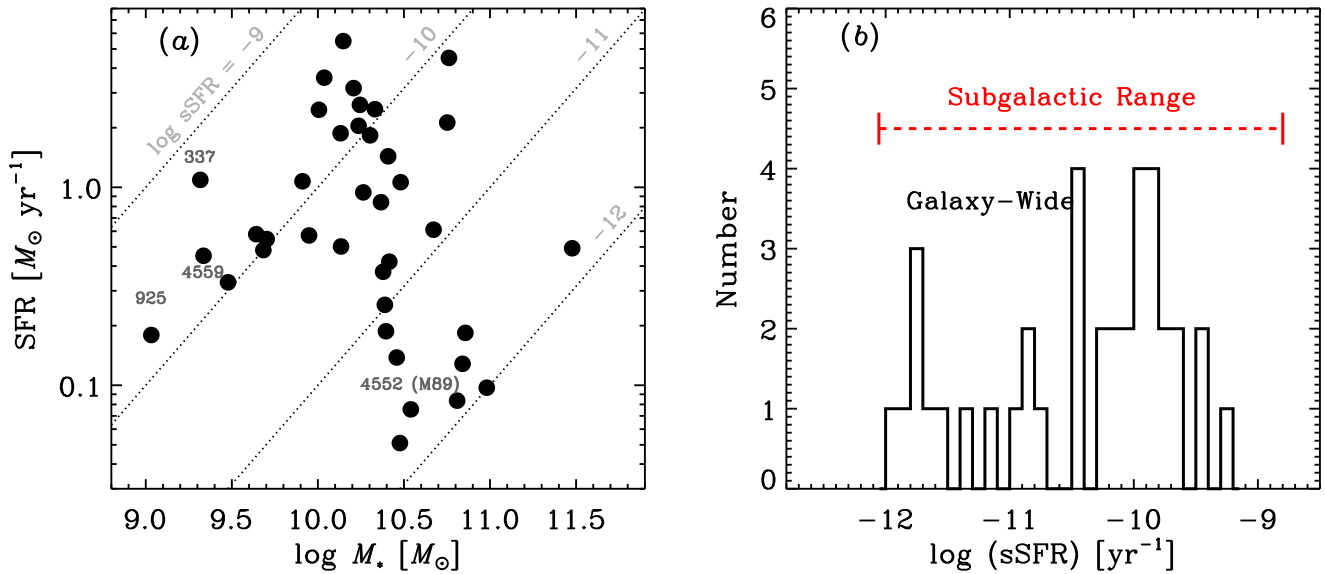 (a)
log sSFR = −9
−10
−11
−12
337
4559
925
4552 (M89)
1.0
0.1
SFR [M⊙ yr⁻¹]
9.0 9.5 10.0 10.5 11.0 11.5
log M* [M⊙]
(b)
Subgalactic Range
Galaxy−Wide
6
5
4
3
2
1
0
Number
−12 −11 −10 −9
log (sSFR) [yr⁻¹]